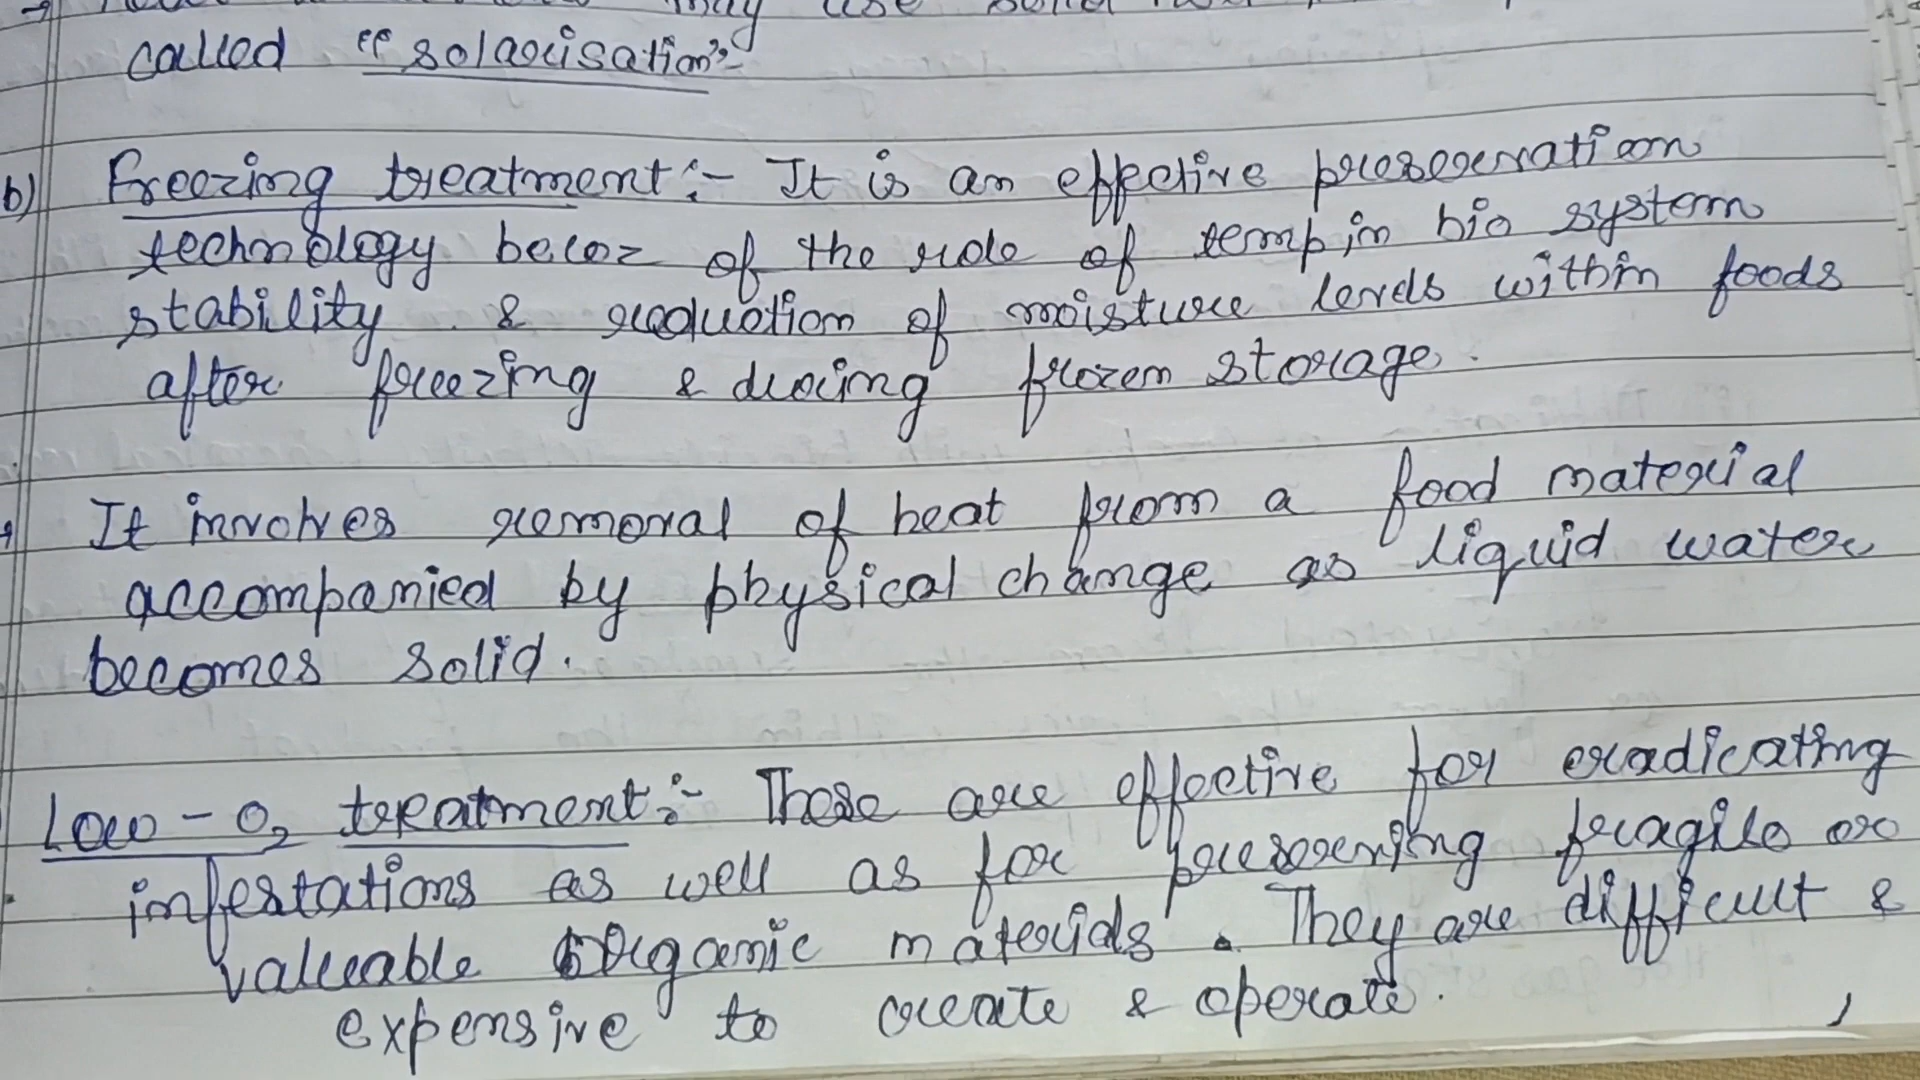 may use
called "solarisation"
b) Freezing treatment :- It is an effective preservation
technology becoz of the role of temp in bio system
stability & reduction of moisture levels within foods
after freezing & during frozen storage.
It involves removal of heat from a food material
accompanied by physical change as liquid water
becomes solid.
Low - O2 treatment :- These are effective for eradicating
infestations as well as for preserving fragile or
valuable organic materials. They are difficult &
expensive to create & operate.